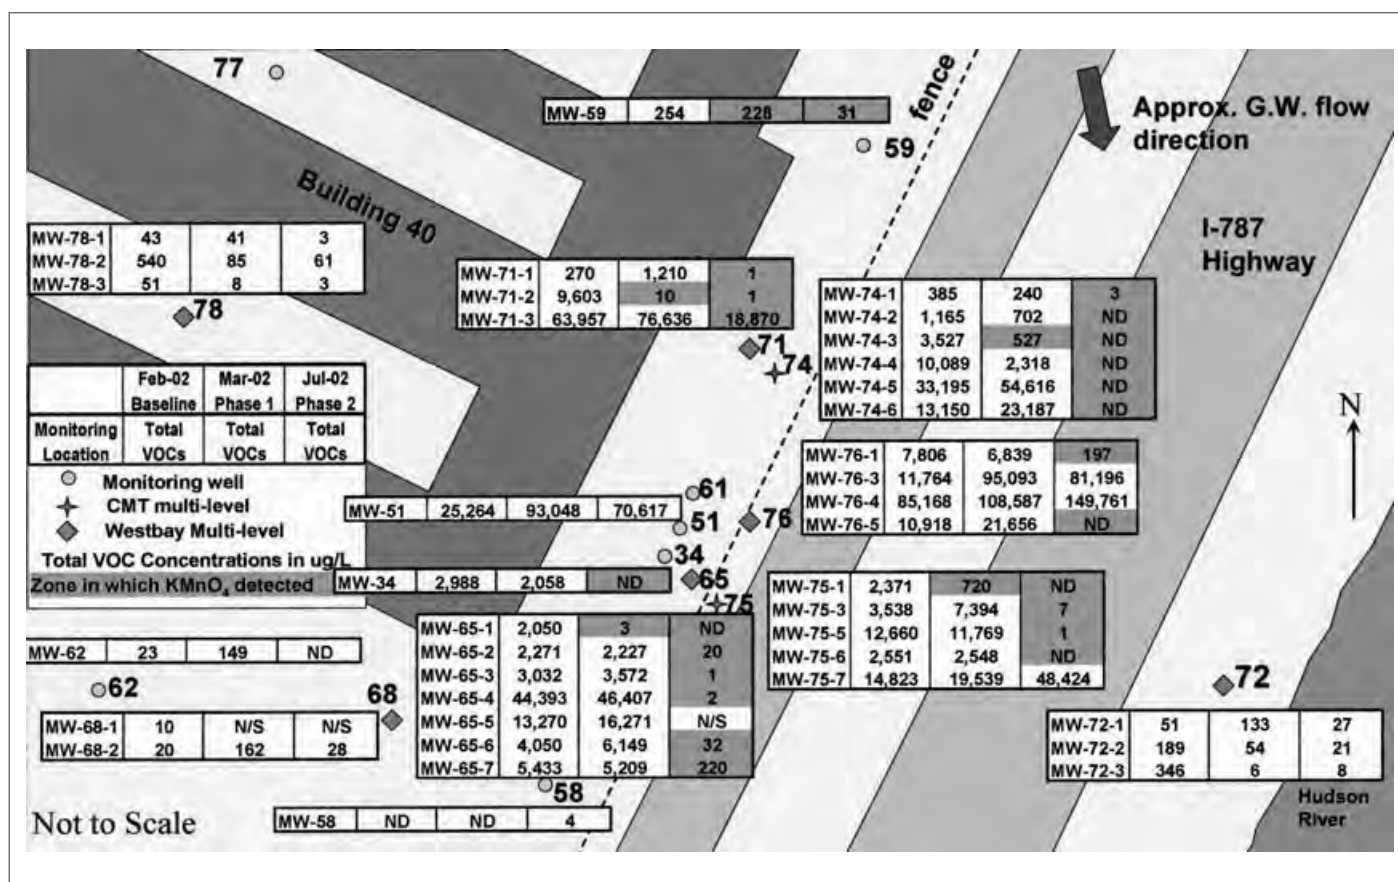 77
MW-59 254 228 31
fence
59
Approx. G.W. flow
direction
Building 40
I-787
Highway
MW-78-1 43 41 3
MW-78-2 540 85 61
MW-78-3 51 8 3
78
MW-71-1 270 1,210 1
MW-71-2 9,603 10 1
MW-71-3 63,957 76,636 18,870
71
74
MW-74-1 385 240 3
MW-74-2 1,165 702 ND
MW-74-3 3,527 527 ND
MW-74-4 10,089 2,318 ND
MW-74-5 33,195 54,616 ND
MW-74-6 13,150 23,187 ND
N
Feb-02 Mar-02 Jul-02
Baseline Phase 1 Phase 2
Monitoring Total Total Total
Location VOCs VOCs VOCs
Monitoring well
CMT multi-level
Westbay Multi-level
Total VOC Concentrations in ug/L
Zone in which KMnO4 detected
61
MW-51 25,264 93,048 70,617
51
76
MW-76-1 7,806 6,839 197
MW-76-3 11,764 95,093 81,196
MW-76-4 85,168 108,587 149,761
MW-76-5 10,918 21,656 ND
34
MW-34 2,988 2,058 ND
65
75
MW-75-1 2,371 720 ND
MW-75-3 3,538 7,394 7
MW-75-5 12,660 11,769 1
MW-75-6 2,551 2,548 ND
MW-75-7 14,823 19,539 48,424
MW-65-1 2,050 3 ND
MW-65-2 2,271 2,227 20
MW-65-3 3,032 3,572 1
MW-65-4 44,393 46,407 2
MW-65-5 13,270 16,271 N/S
MW-65-6 4,050 6,149 32
MW-65-7 5,433 5,209 220
MW-62 23 149 ND
62
68
MW-68-1 10 N/S N/S
MW-68-2 20 162 28
72
MW-72-1 51 133 27
MW-72-2 189 54 21
MW-72-3 346 6 8
58
MW-58 ND ND 4
Not to Scale
Hudson
River